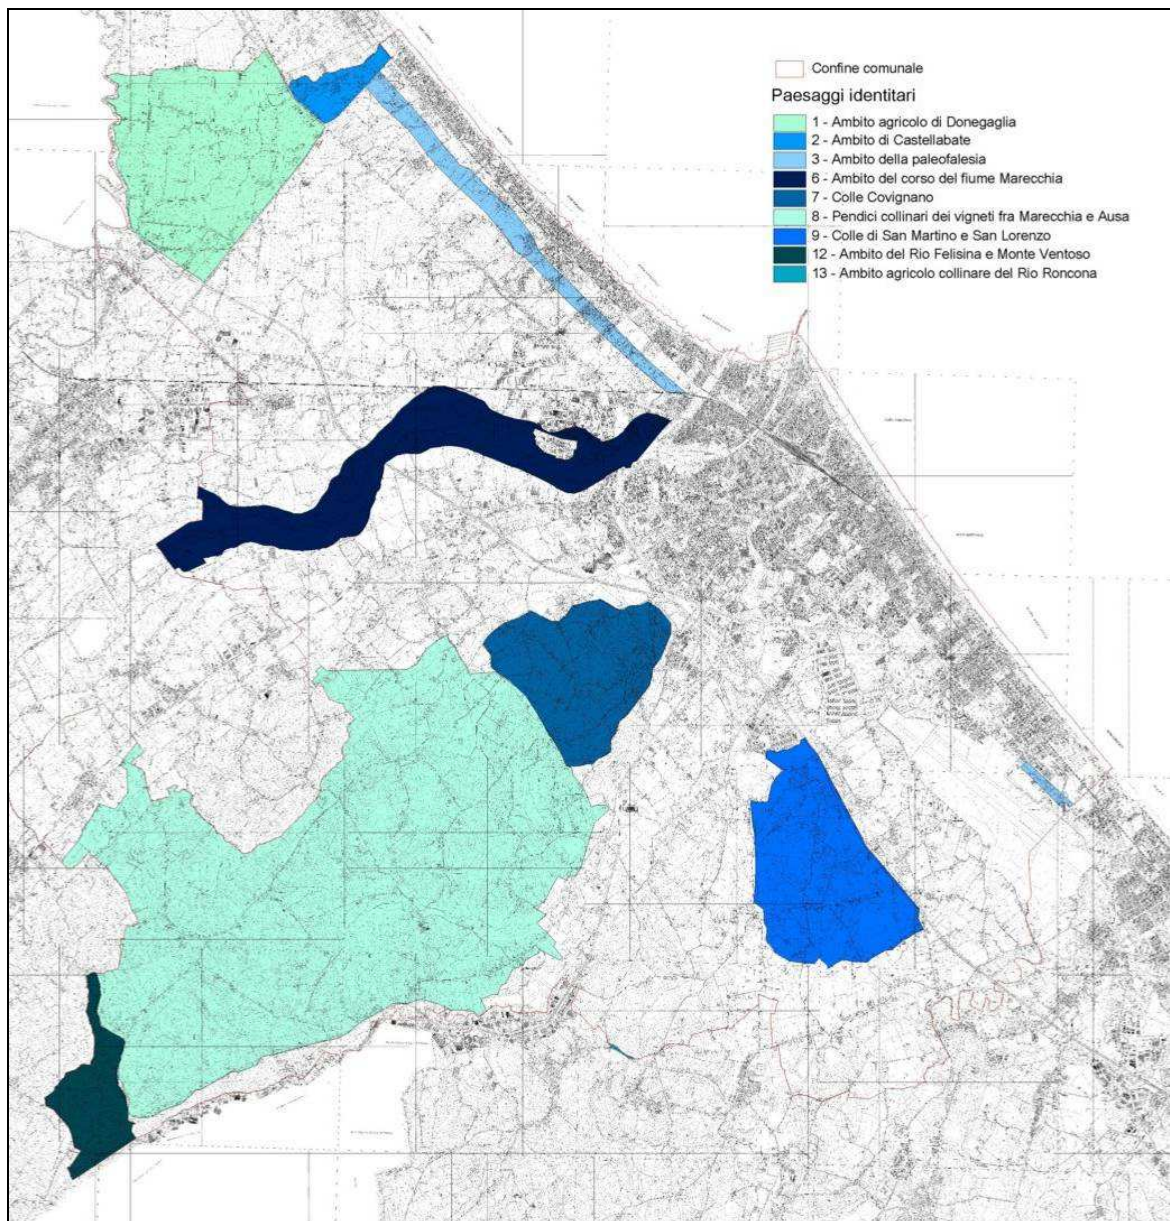 Confine comunale
Paesaggi identitari
1 - Ambito agricolo di Donegaglia
2 - Ambito di Castellabate
3 - Ambito della paleofalesia
6 - Ambito del corso del fiume Marecchia
7 - Colle Covignano
8 - Pendici collinari dei vigneti fra Marecchia e Ausa
9 - Colle di San Martino e San Lorenzo
12 - Ambito del Rio Felisina e Monte Ventoso
13 - Ambito agricolo collinare del Rio Roncona